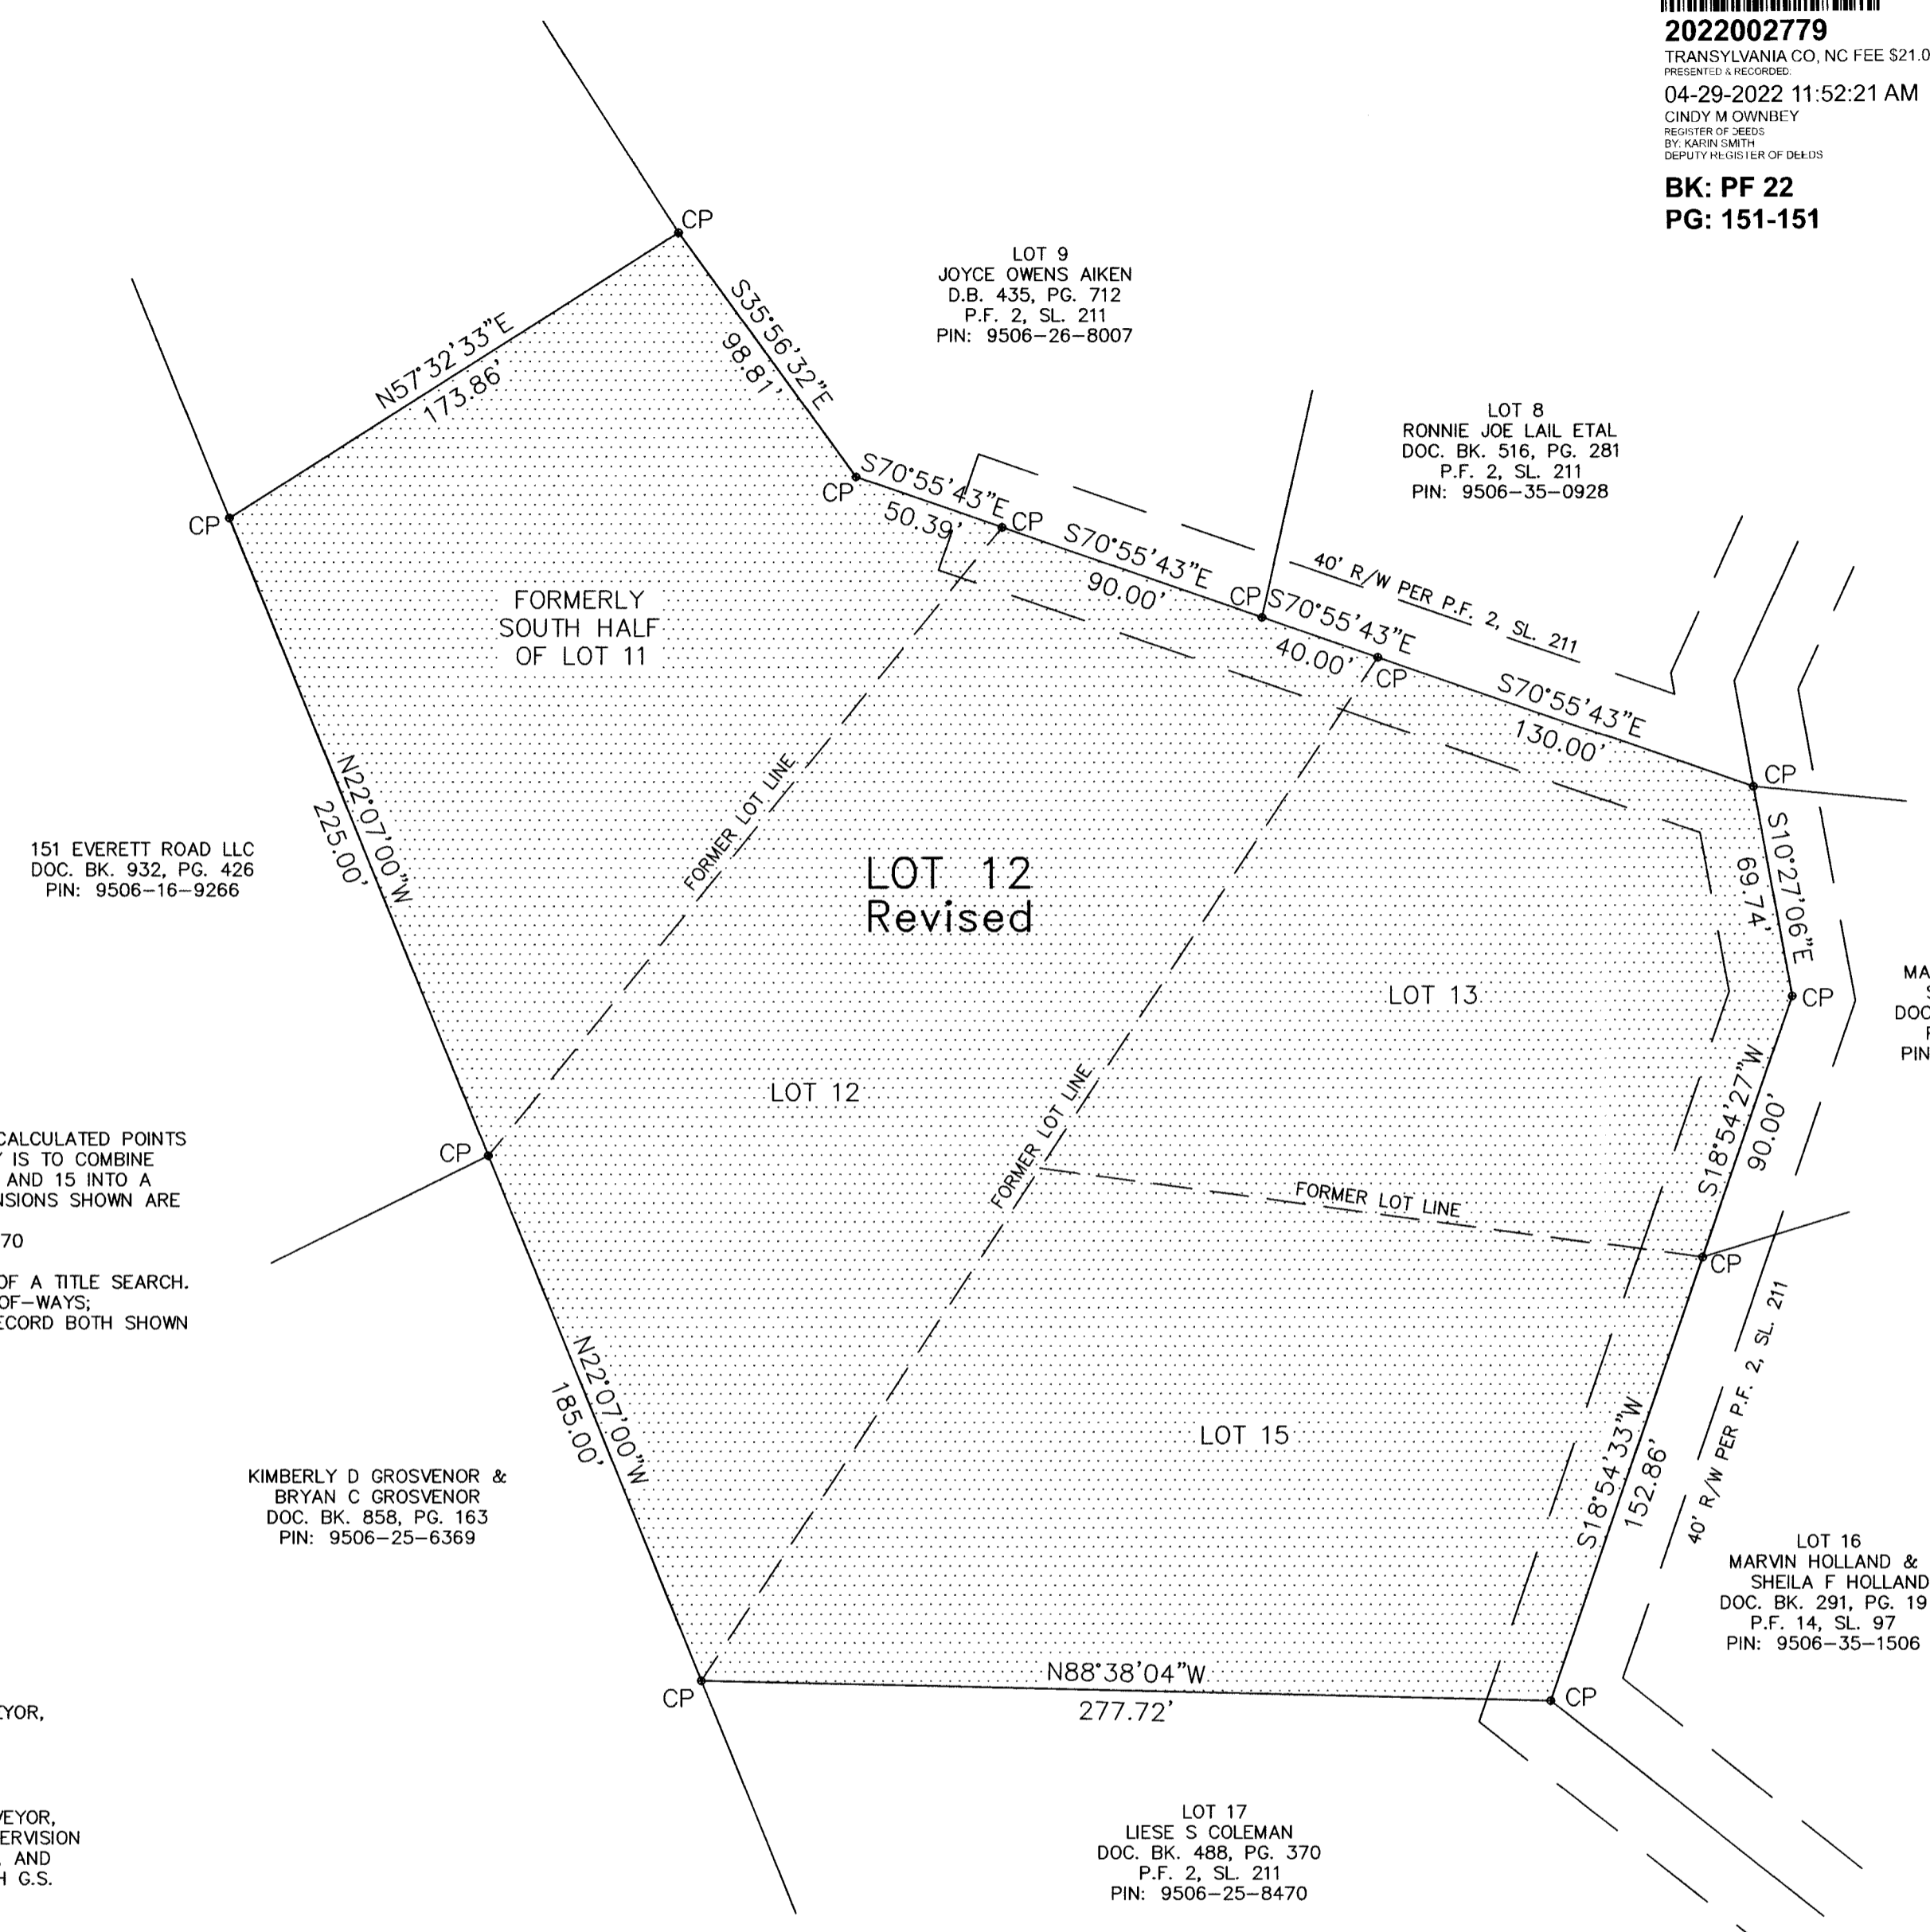 2022002779
TRANSYLVANIA CO, NC FEE $21.0
PRESENTED & RECORDED
04-29-2022 11:52:21 AM
CINDY M OWNBEY
REGISTER OF DEEDS
BY: KARIN SMITH
DEPUTY REGISTER OF DEEDS
BK: PF 22
PG: 151-151
CP
LOT 9
JOYCE OWENS AIKEN
D.B. 435, PG. 712
P.F. 2, SL. 211
PIN: 9506-26-8007
S35°56'32"E
98.81'
N57°32'33"E
173.86'
LOT 8
RONNIE JOE LAIL ETAL
DOC. BK. 516, PG. 281
P.F. 2, SL. 211
PIN: 9506-35-0928
CP
CP
S70°55'43"E
50.39'
CP
S70°55'43"E
90.00'
CP
S70°55'43"E
40.00'
CP
40' R/W PER P.F. 2, SL. 211
S70°55'43"E
130.00'
CP
FORMERLY
SOUTH HALF
OF LOT 11
N22°07'00"W
225.00'
FORMER LOT LINE
151 EVERETT ROAD LLC
DOC. BK. 932, PG. 426
PIN: 9506-16-9266
LOT 12
Revised
S10°27'06"E
69.74'
LOT 13
CP
MA
S
DOC
PIN
LOT 12
S18°54'27"W
90.00'
FORMER LOT LINE
FORMER LOT LINE
CP
CP
CALCULATED POINTS
Y IS TO COMBINE
AND 15 INTO A
NSIONS SHOWN ARE
70
OF A TITLE SEARCH.
OF-WAYS;
ECORD BOTH SHOWN
N22°07'00"W
185.00'
LOT 15
S18°54'33"W
152.86'
40' R/W PER P.F. 2, SL. 211
KIMBERLY D GROSVENOR &
BRYAN C GROSVENOR
DOC. BK. 858, PG. 163
PIN: 9506-25-6369
LOT 16
MARVIN HOLLAND &
SHEILA F HOLLAND
DOC. BK. 291, PG. 19
P.F. 14, SL. 97
PIN: 9506-35-1506
N88°38'04"W
277.72'
CP
CP
EYOR,
VEYOR,
ERVISION
AND
H G.S.
LOT 17
LIESE S COLEMAN
DOC. BK. 488, PG. 370
P.F. 2, SL. 211
PIN: 9506-25-8470